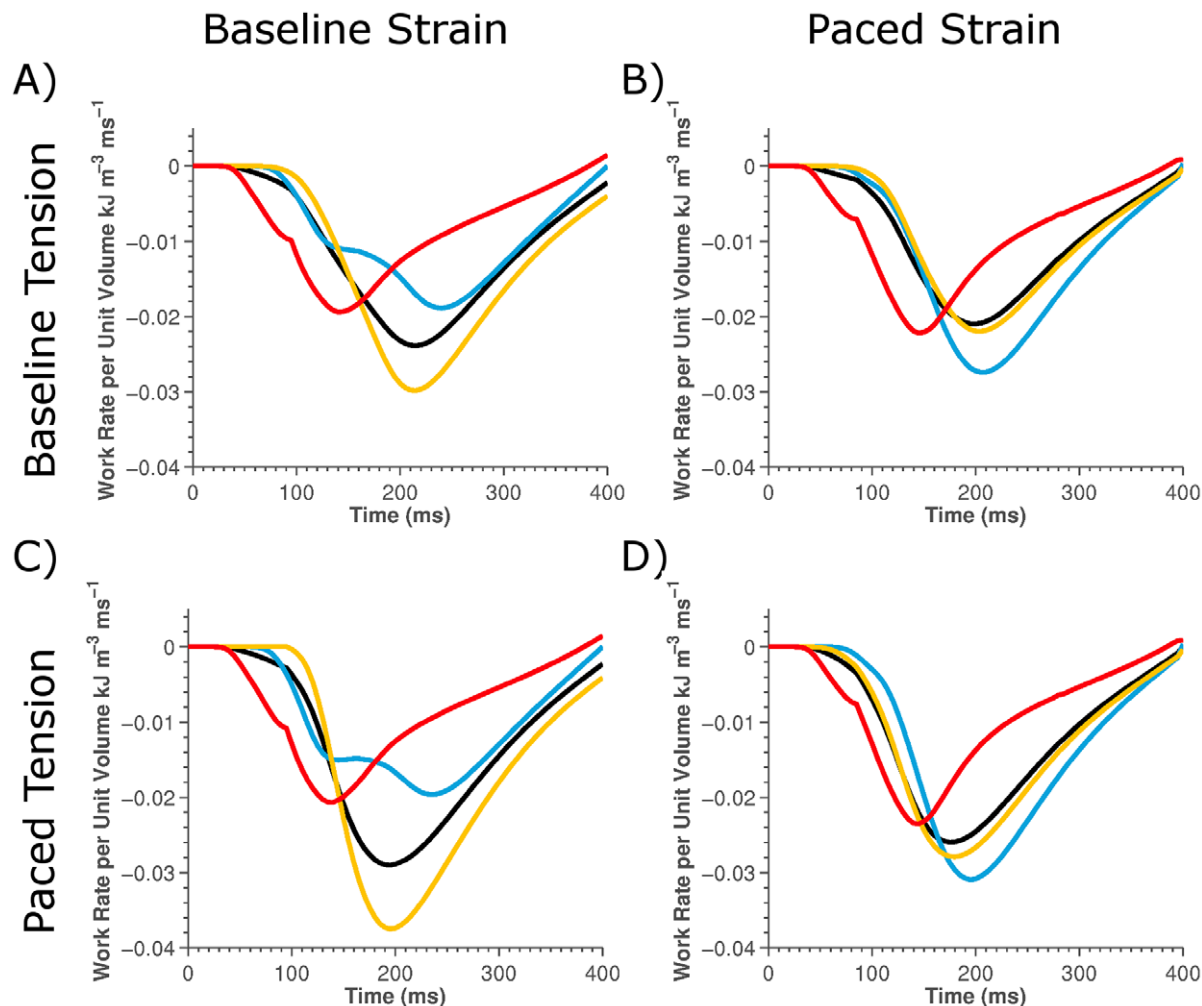 Baseline Strain
Paced Strain
A)
B)
Baseline Tension
Work Rate per Unit Volume kJ m⁻³ ms⁻¹
0
−0.01
−0.02
−0.03
−0.04
0 100 200 300 400
Time (ms)
Work Rate per Unit Volume kJ m⁻³ ms⁻¹
0
−0.01
−0.02
−0.03
−0.04
0 100 200 300 400
Time (ms)
C)
D)
Paced Tension
Work Rate per Unit Volume kJ m⁻³ ms⁻¹
0
−0.01
−0.02
−0.03
−0.04
0 100 200 300 400
Time (ms)
Work Rate per Unit Volume kJ m⁻³ ms⁻¹
0
−0.01
−0.02
−0.03
−0.04
0 100 200 300 400
Time (ms)